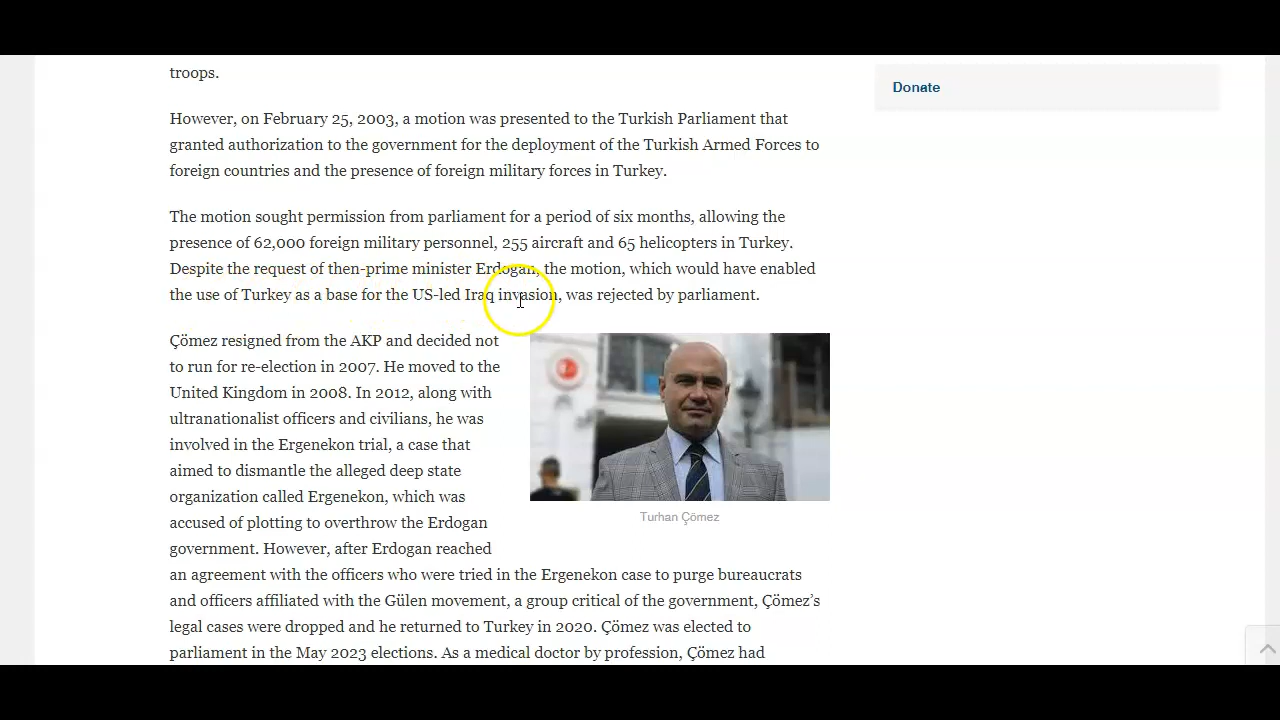 troops.
Donate
However, on February 25, 2003, a motion was presented to the Turkish Parliament that
granted authorization to the government for the deployment of the Turkish Armed Forces to
foreign countries and the presence of foreign military forces in Turkey.
The motion sought permission from parliament for a period of six months, allowing the
presence of 62,000 foreign military personnel, 255 aircraft and 65 helicopters in Turkey.
Despite the request of then-prime minister Erdogan, the motion, which would have enabled
the use of Turkey as a base for the US-led Iraq invasion, was rejected by parliament.
Çömez resigned from the AKP and decided not
to run for re-election in 2007. He moved to the
United Kingdom in 2008. In 2012, along with
ultranationalist officers and civilians, he was
involved in the Ergenekon trial, a case that
aimed to dismantle the alleged deep state
organization called Ergenekon, which was
accused of plotting to overthrow the Erdogan
government. However, after Erdogan reached
an agreement with the officers who were tried in the Ergenekon case to purge bureaucrats
and officers affiliated with the Gülen movement, a group critical of the government, Çömez’s
legal cases were dropped and he returned to Turkey in 2020. Çömez was elected to
parliament in the May 2023 elections. As a medical doctor by profession, Çömez had
Turhan Çömez